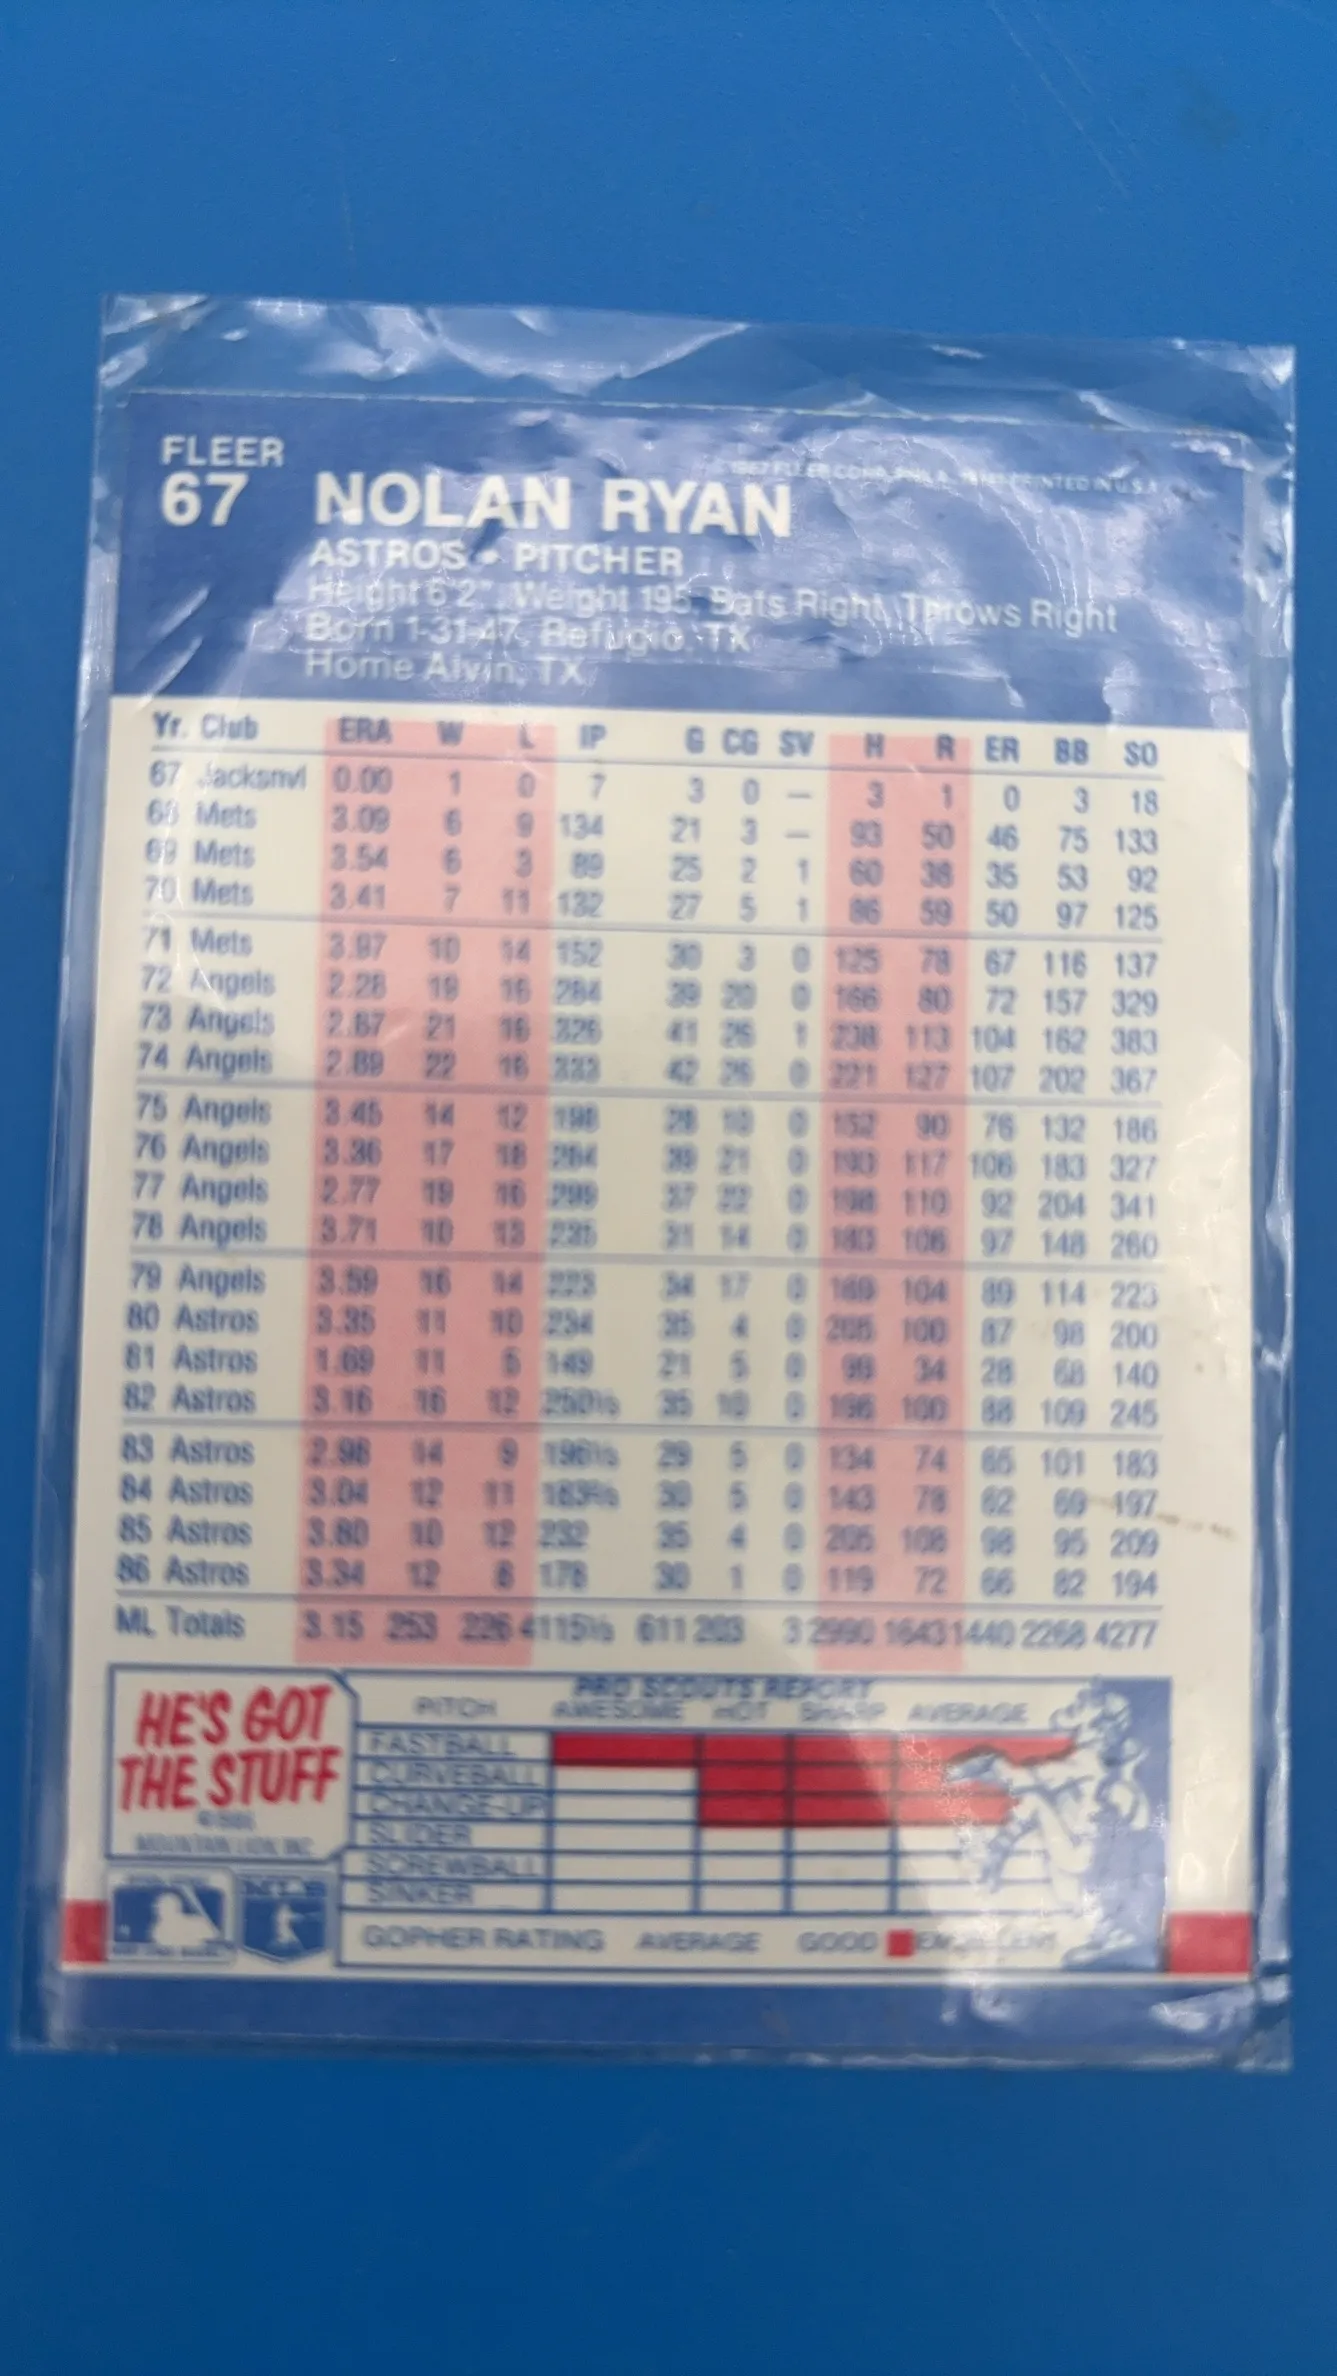 FLEER
67 NOLAN RYAN
©1987 FLEER CORP. PHILA. 19141 PRINTED IN U.S.A.
ASTROS • PITCHER
Height 6'2", Weight 195, Bats Right, Throws Right
Born 1-31-47, Refugio, TX
Home Alvin, TX
Yr. Club ERA W L IP G CG SV H R ER BB SO
67 Jacksnvl 0.00 1 0 7 3 0 — 3 1 0 3 18
68 Mets 3.09 6 9 134 21 3 — 93 50 46 75 133
69 Mets 3.54 6 3 89 25 2 1 60 38 35 53 92
70 Mets 3.41 7 11 132 27 5 1 86 59 50 97 125
71 Mets 3.97 10 14 152 30 3 0 125 78 67 116 137
72 Angels 2.28 19 16 284 39 20 0 166 80 72 157 329
73 Angels 2.87 21 16 326 41 26 1 238 113 104 162 383
74 Angels 2.89 22 16 333 42 26 0 221 127 107 202 367
75 Angels 3.45 14 12 198 28 10 0 152 90 76 132 186
76 Angels 3.36 17 18 284 39 21 0 193 117 106 183 327
77 Angels 2.77 19 16 299 37 22 0 198 110 92 204 341
78 Angels 3.71 10 13 235 31 14 0 183 106 97 148 260
79 Angels 3.59 16 14 223 34 17 0 169 104 89 114 223
80 Astros 3.35 11 10 234 35 4 0 205 100 87 98 200
81 Astros 1.69 11 5 149 21 5 0 99 34 28 68 140
82 Astros 3.16 16 12 250⅓ 35 10 0 196 100 88 109 245
83 Astros 2.98 14 9 196⅓ 29 5 0 134 74 65 101 183
84 Astros 3.04 12 11 183⅔ 30 5 0 143 78 62 69 197
85 Astros 3.80 10 12 232 35 4 0 205 108 98 95 209
86 Astros 3.34 12 8 178 30 1 0 119 72 66 82 194
ML Totals 3.15 253 226 4115⅓ 611 203 3 2990 1643 1440 2268 4277
HE'S GOT
THE STUFF
MOUNTAIN LION, INC.
PRO SCOUTS REPORT
PITCH AWESOME HOT SHARP AVERAGE
FASTBALL
CURVEBALL
CHANGE-UP
SLIDER
SCREWBALL
SINKER
GOPHER RATING AVERAGE GOOD EXCELLENT